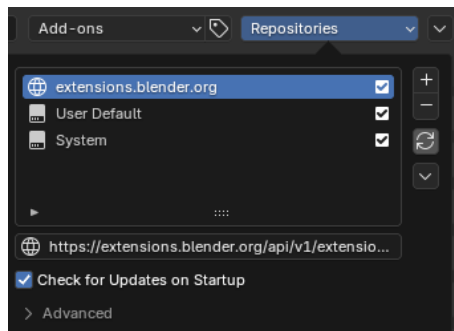 Add-ons
Repositories
extensions.blender.org
User Default
System
https://extensions.blender.org/api/v1/extensio...
Check for Updates on Startup
Advanced